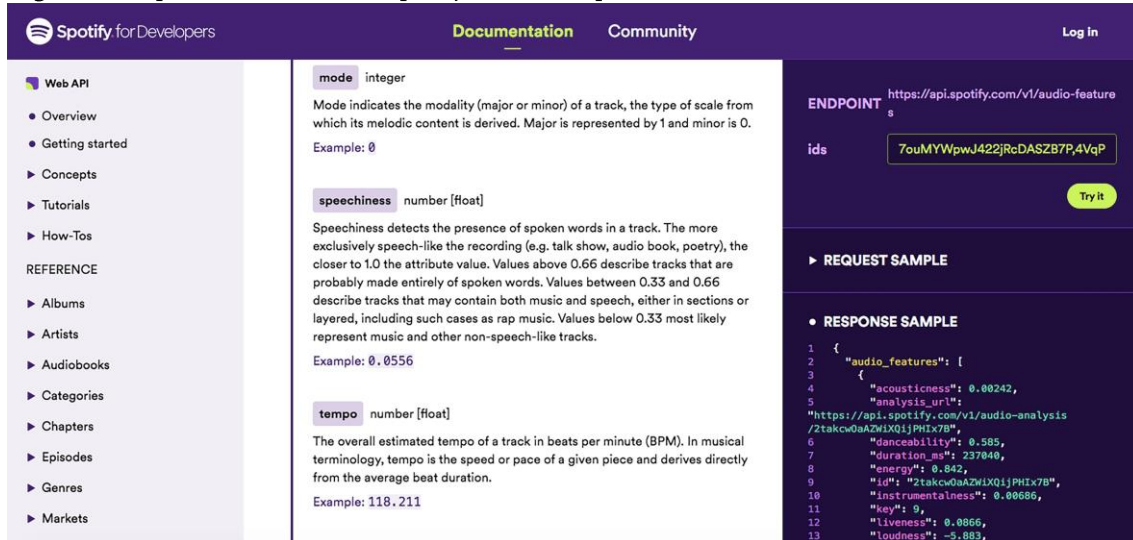 Spotify for Developers
Documentation
Community
Log in
Web API
Overview
Getting started
Concepts
Tutorials
How-Tos
REFERENCE
Albums
Artists
Audiobooks
Categories
Chapters
Episodes
Genres
Markets
mode integer
Mode indicates the modality (major or minor) of a track, the type of scale from
which its melodic content is derived. Major is represented by 1 and minor is 0.
Example: 0
speechiness number [float]
Speechiness detects the presence of spoken words in a track. The more
exclusively speech-like the recording (e.g. talk show, audio book, poetry), the
closer to 1.0 the attribute value. Values above 0.66 describe tracks that are
probably made entirely of spoken words. Values between 0.33 and 0.66
describe tracks that may contain both music and speech, either in sections or
layered, including such cases as rap music. Values below 0.33 most likely
represent music and other non-speech-like tracks.
Example: 0.0556
tempo number [float]
The overall estimated tempo of a track in beats per minute (BPM). In musical
terminology, tempo is the speed or pace of a given piece and derives directly
from the average beat duration.
Example: 118.211
ENDPOINT https://api.spotify.com/v1/audio-feature
s
ids 7ouMYWpwJ422jRcDASZB7P,4VqP
Try it
REQUEST SAMPLE
RESPONSE SAMPLE
1 {
2 "audio_features": [
3 {
4 "acousticness": 0.00242,
5 "analysis_url":
"https://api.spotify.com/v1/audio-analysis
/2takcwOaAZWiXQijPHIx7B",
6 "danceability": 0.585,
7 "duration_ms": 237040,
8 "energy": 0.842,
9 "id": "2takcwOaAZWiXQijPHIx7B",
10 "instrumentalness": 0.00686,
11 "key": 9,
12 "liveness": 0.0866,
13 "loudness": -5.883,